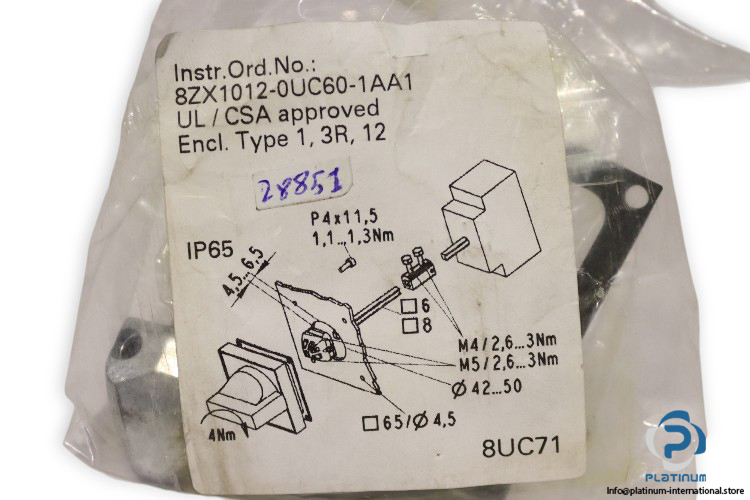 Instr.Ord.No.:
8ZX1012-0UC60-1AA1
UL / CSA approved
Encl. Type 1, 3R, 12
28851
P4x11,5
1,1...1,3Nm
IP65
4,5...6,5
□ 6
□ 8
M4/2,6...3Nm
M5/2,6...3Nm
Ø 42...50
□ 65/Ø 4,5
4Nm
8UC71
PLATINUM
Info@platinum-international.store